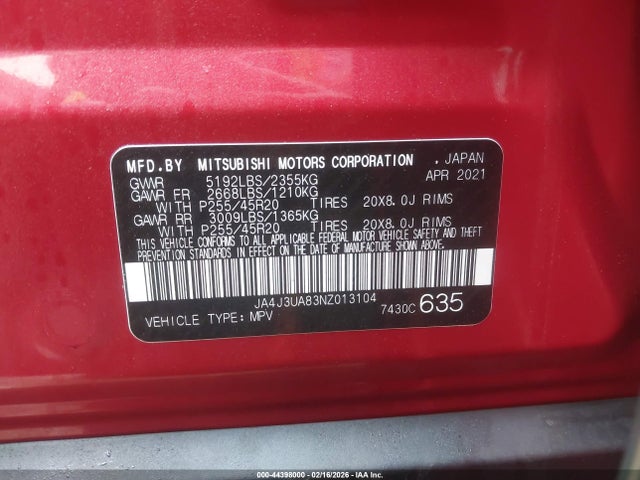 MFD.BY MITSUBISHI MOTORS CORPORATION . JAPAN
GVWR 5192LBS/2355KG APR 2021
GAWR FR 2668LBS/1210KG
WITH P255/45R20 TIRES 20X8.0J RIMS
GAWR RR 3009LBS/1365KG
WITH P255/45R20 TIRES 20X8.0J RIMS
THIS VEHICLE CONFORMS TO ALL APPLICABLE FEDERAL MOTOR VEHICLE SAFETY AND THEFT
PREVENTION STANDARDS IN EFFECT ON THE DATE OF MANUFACTURE SHOWN ABOVE.
JA4J3UA83NZ013104
VEHICLE TYPE: MPV 7430C 635
000-44398000 - 02/16/2026 - IAA